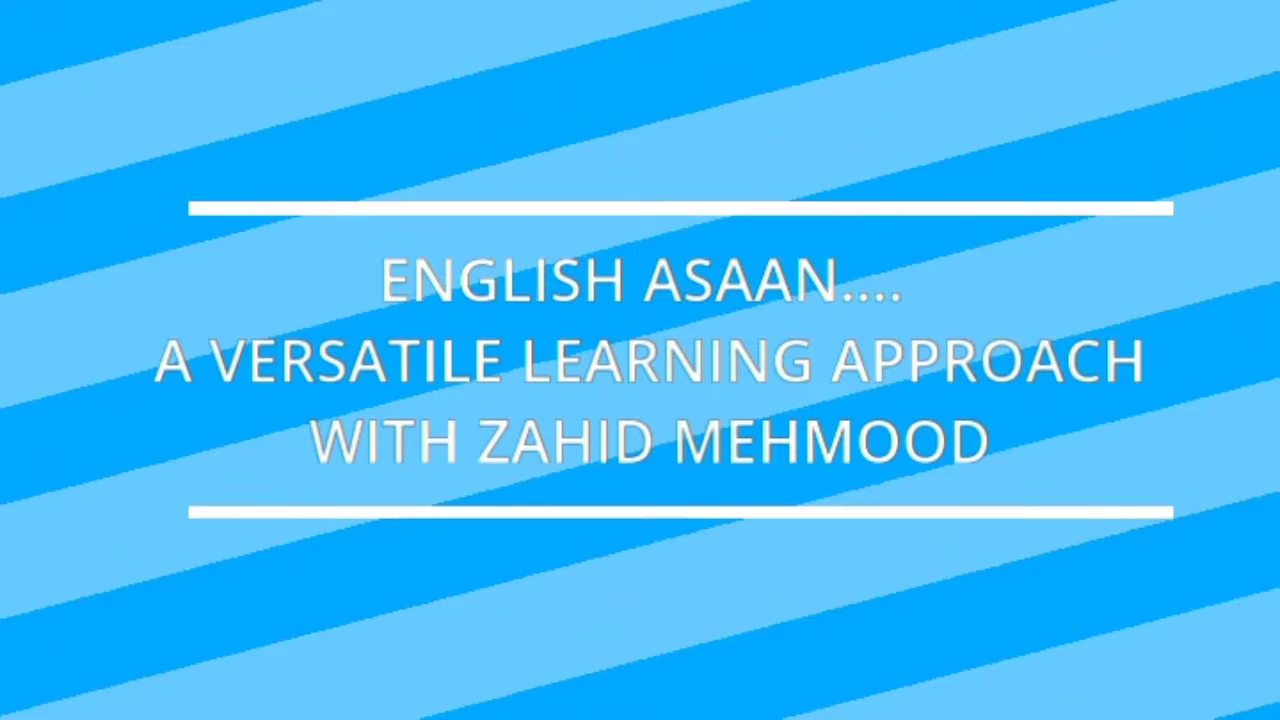 ENGLISH ASAAN....
A VERSATILE LEARNING APPROACH
WITH ZAHID MEHMOOD